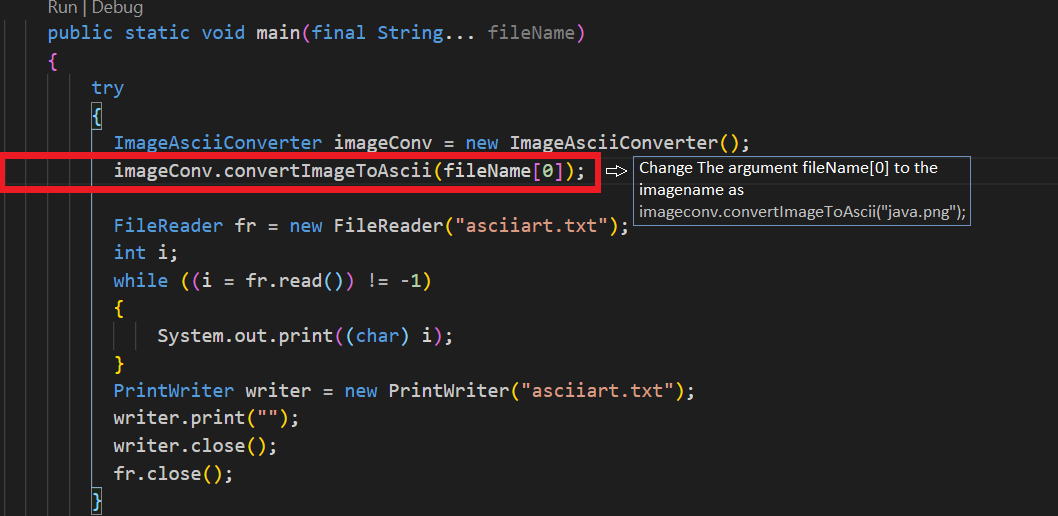 Run | Debug
public static void main(final String... fileName)
{
try
{
ImageAsciiConverter imageConv = new ImageAsciiConverter();
imageConv.convertImageToAscii(fileName[0]);
Change The argument fileName[0] to the
imagename as
imageconv.convertImageToAscii("java.png");
FileReader fr = new FileReader("asciiart.txt");
int i;
while ((i = fr.read()) != -1)
{
System.out.print((char) i);
}
PrintWriter writer = new PrintWriter("asciiart.txt");
writer.print("");
writer.close();
fr.close();
}